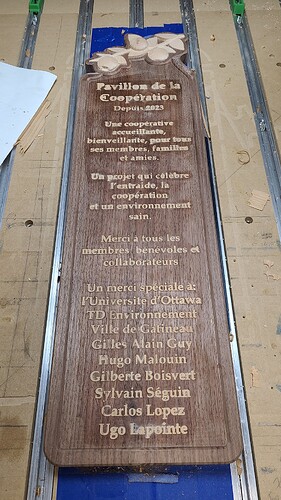 Pavillon de la
Coopération
Depuis 2023
Une coopérative
accueillante,
bienveillante, pour tous
ses membres, familles
et amies.
Un projet qui célèbre
l'entraide, la
coopération
et un environnement
sain.
Merci à tous les
membres, bénévoles et
collaborateurs
Un merci spéciale à:
l'Université d'Ottawa
TD Environnement
Ville de Gatineau
Gilles Alain Guy
Hugo Malouin
Gilberte Boisvert
Sylvain Séguin
Carlos Lopez
Ugo Lapointe